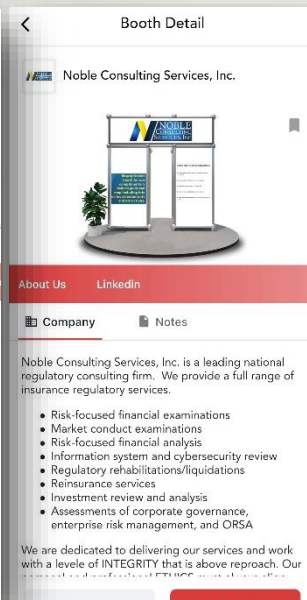 Booth Detail
NOBLE
Noble Consulting Services, Inc.
NOBLE
CONSULTING
SERVICES, INC
About Us Linkedin
Company Notes
Noble Consulting Services, Inc. is a leading national
regulatory consulting firm. We provide a full range of
insurance regulatory services.
• Risk-focused financial examinations
• Market conduct examinations
• Risk-focused financial analysis
• Information system and cybersecurity review
• Regulatory rehabilitations/liquidations
• Reinsurance services
• Investment review and analysis
• Assessments of corporate governance,
enterprise risk management, and ORSA
We are dedicated to delivering our services and work
with a levele of INTEGRITY that is above reproach. Our